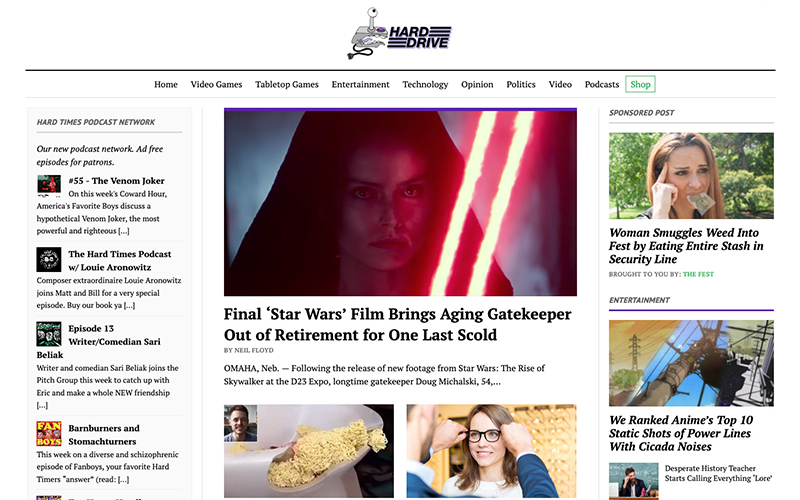 HARD
DRIVE
Home Video Games Tabletop Games Entertainment Technology Opinion Politics Video Podcasts Shop
HARD TIMES PODCAST NETWORK
Our new podcast network. Ad free
episodes for patrons.
#55 - The Venom Joker
On this week's Coward Hour,
America's Favorite Boys discuss a
hypothetical Venom Joker, the most
powerful and righteous [...]
The Hard Times Podcast
w/ Louie Aronowitz
Composer extraordinaire Louie Aronowitz
joins Matt and Bill for a very special
episode. Buy our book ya [...]
Episode 13
Writer/Comedian Sari
Beliak
Writer and comedian Sari Beliak joins the
Pitch Group this week to catch up with
Eric and make a whole NEW friendship
[...]
FAN
BOYS
Barnburners and
Stomachturners
This week on a diverse and schizophrenic
episode of Fanboys, your favorite Hard
Timers "answer" (read: [...]
Final ‘Star Wars’ Film Brings Aging Gatekeeper
Out of Retirement for One Last Scold
BY NEIL FLOYD
OMAHA, Neb. — Following the release of new footage from Star Wars: The Rise of
Skywalker at the D23 Expo, longtime gatekeeper Doug Michalski, 54,...
SPONSORED POST
Woman Smuggles Weed Into
Fest by Eating Entire Stash in
Security Line
BROUGHT TO YOU BY: THE FEST
ENTERTAINMENT
We Ranked Anime’s Top 10
Static Shots of Power Lines
With Cicada Noises
Desperate History Teacher
Starts Calling Everything ‘Lore’